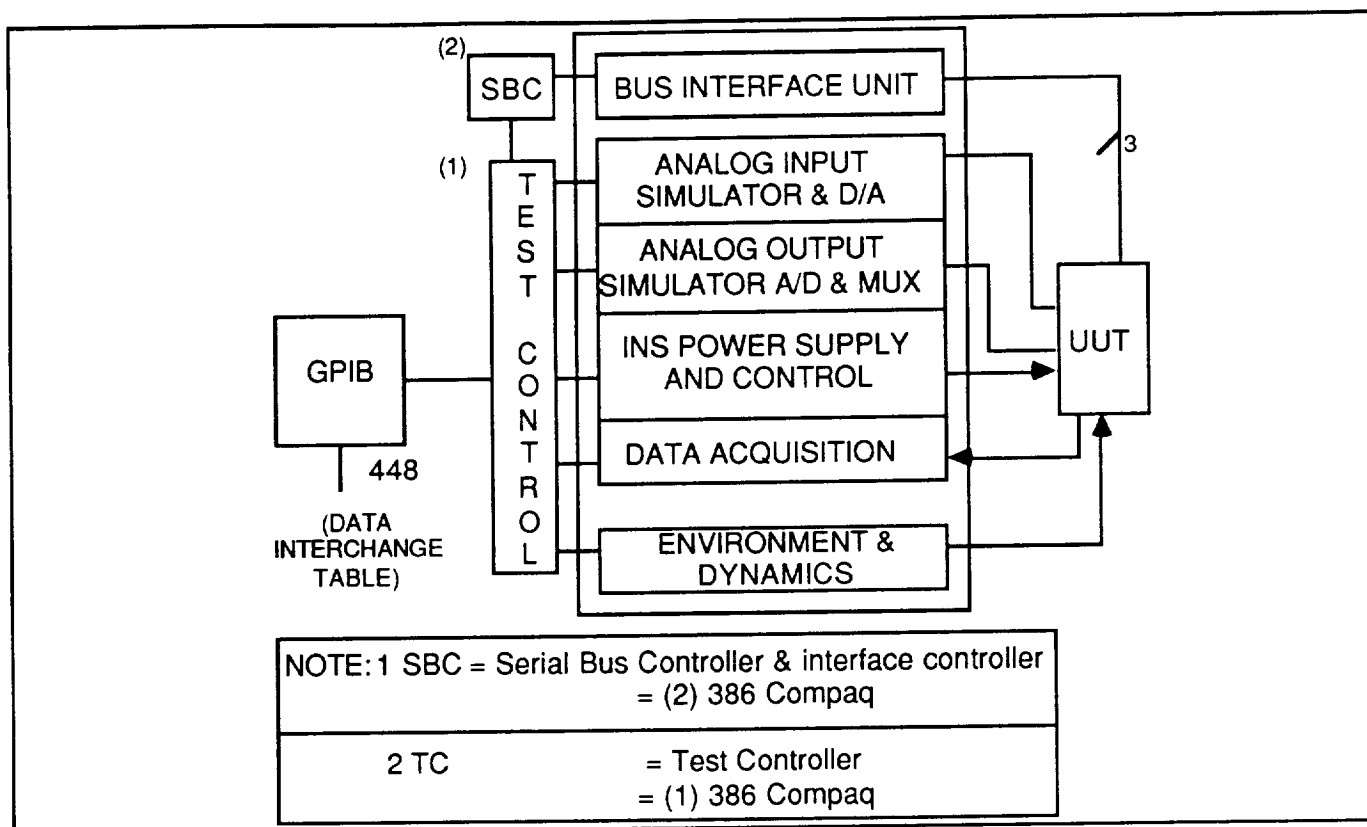 (2)
SBC
BUS INTERFACE UNIT
3
(1)
TEST CONTROL
ANALOG INPUT
SIMULATOR & D/A
ANALOG OUTPUT
SIMULATOR A/D & MUX
INS POWER SUPPLY
AND CONTROL
DATA ACQUISITION
ENVIRONMENT &
DYNAMICS
UUT
GPIB
448
(DATA
INTERCHANGE
TABLE)
NOTE: 1 SBC = Serial Bus Controller & interface controller
= (2) 386 Compaq
2 TC = Test Controller
= (1) 386 Compaq